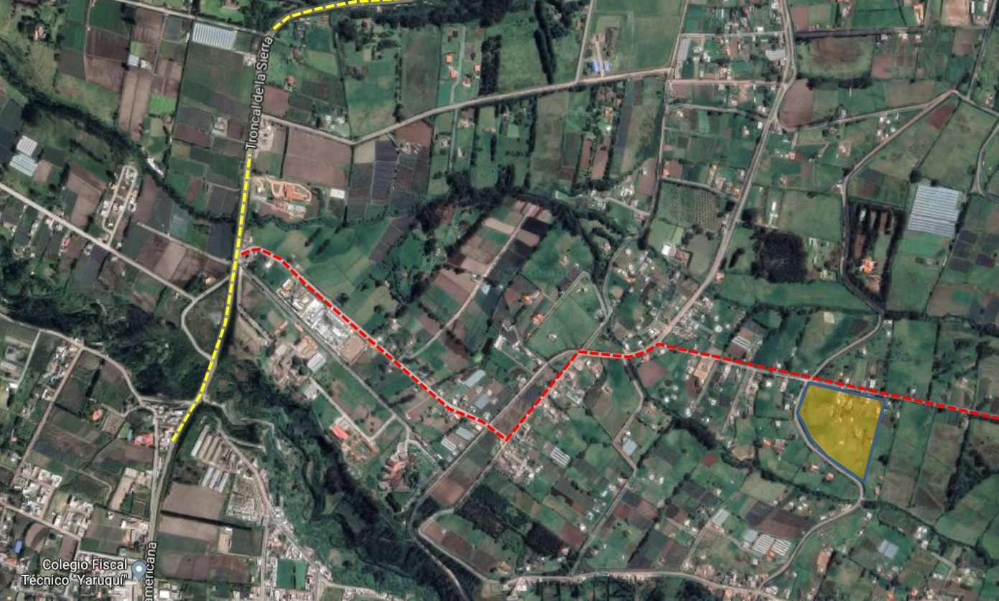 Troncal de la Sierra
Colegio Fiscal
Técnico "Yaruquí"
americana